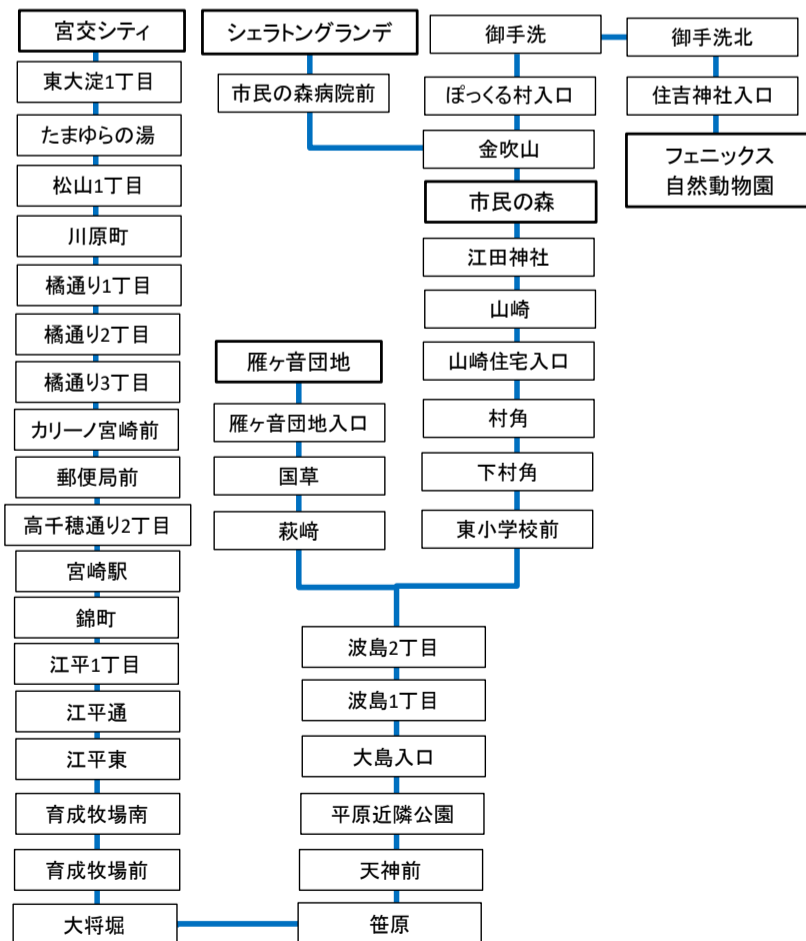 宮交シティ
東大淀1丁目
たまゆらの湯
松山1丁目
川原町
橘通り1丁目
橘通り2丁目
橘通り3丁目
カリーノ宮崎前
郵便局前
高千穂通り2丁目
宮崎駅
錦町
江平1丁目
江平通
江平東
育成牧場南
育成牧場前
大将堀
シェラトングランデ
市民の森病院前
雁ヶ音団地
雁ヶ音団地入口
国草
萩﨑
波島2丁目
波島1丁目
大島入口
平原近隣公園
天神前
笹原
御手洗
ぽっくる村入口
金吹山
市民の森
江田神社
山崎
山崎住宅入口
村角
下村角
東小学校前
御手洗北
住吉神社入口
フェニックス
自然動物園